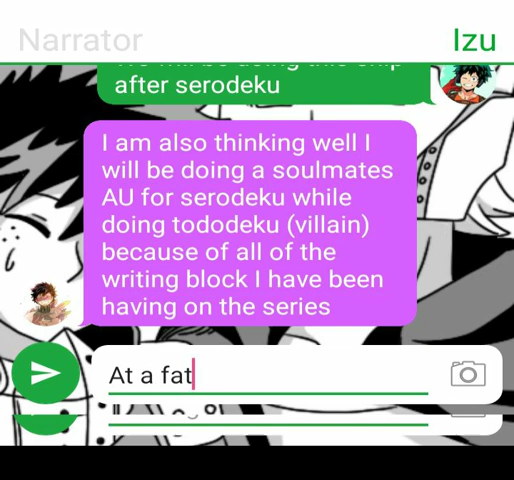 Narrator Izu
after serodeku
I am also thinking well I
will be doing a soulmates
AU for serodeku while
doing tododeku (villain)
because of all of the
writing block I have been
having on the series
At a fat